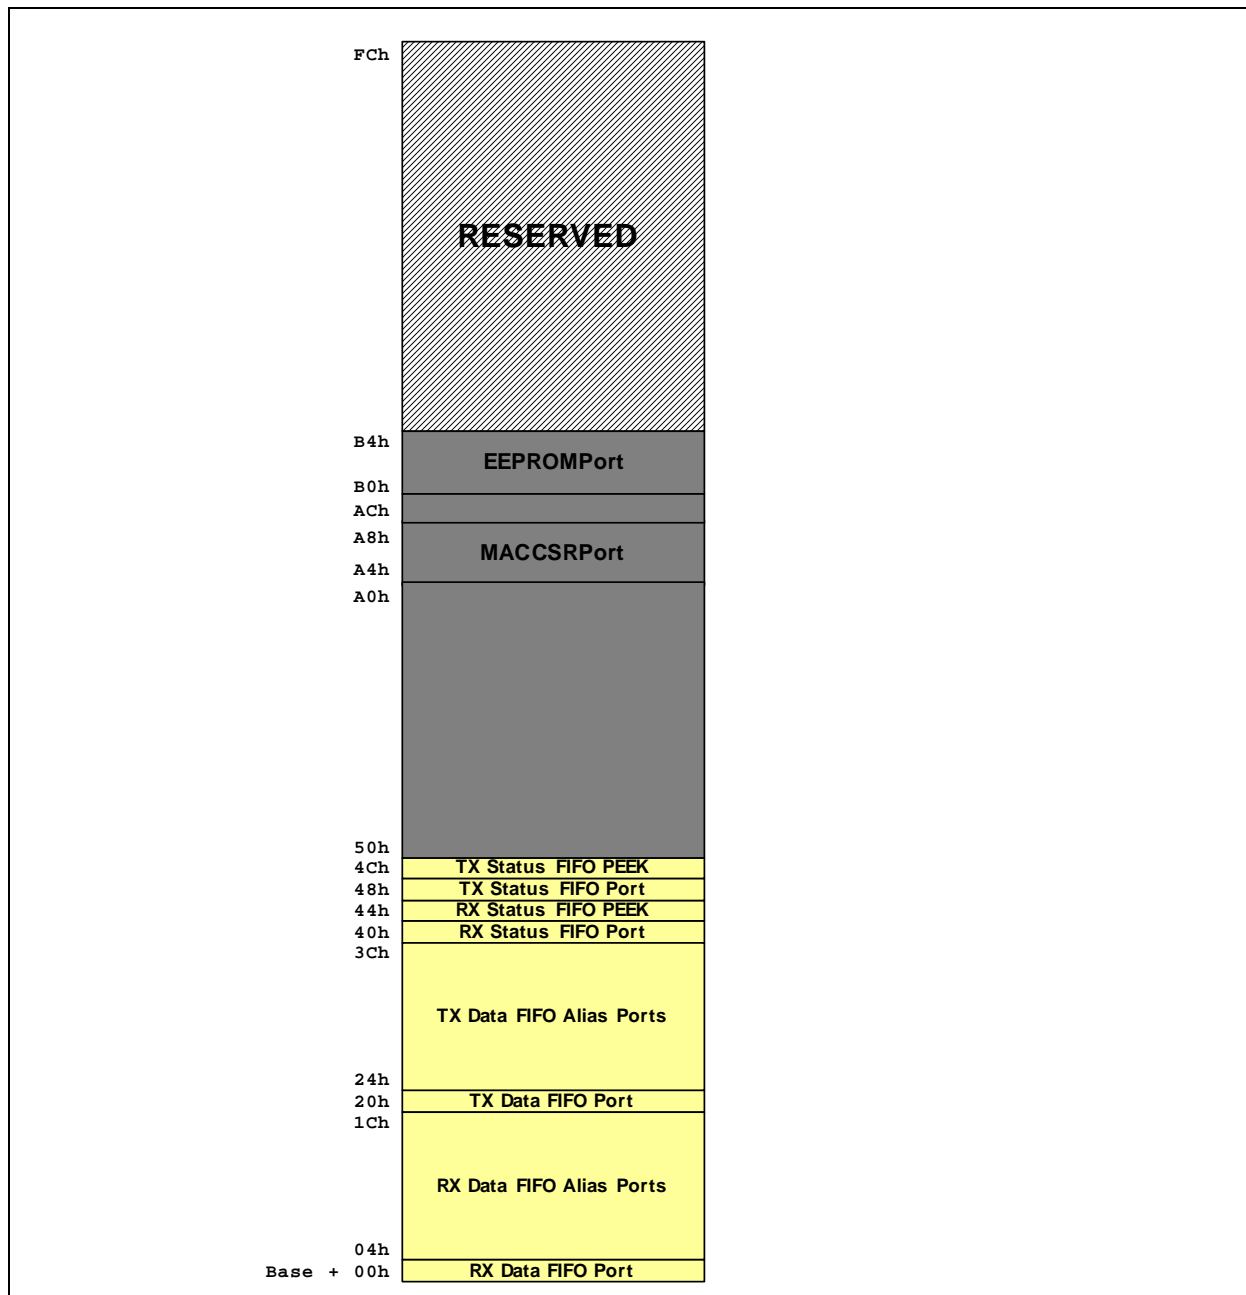 FCh
RESERVED
B4h
EEPROMPort
B0h
ACh
A8h
MACCSRPort
A4h
A0h
50h
4Ch TX Status FIFO PEEK
48h TX Status FIFO Port
44h RX Status FIFO PEEK
40h RX Status FIFO Port
3Ch
TX Data FIFO Alias Ports
24h
20h TX Data FIFO Port
1Ch
RX Data FIFO Alias Ports
04h
Base + 00h RX Data FIFO Port